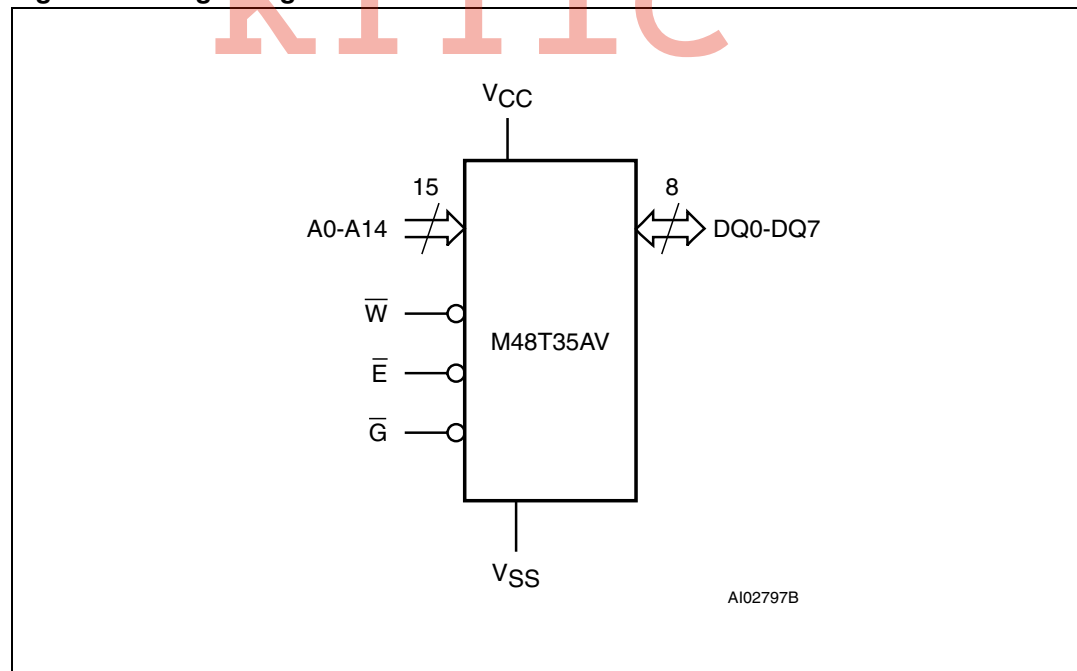 VCC
15
A0-A14
8
DQ0-DQ7
W̅
E̅
G̅
M48T35AV
VSS
AI02797B